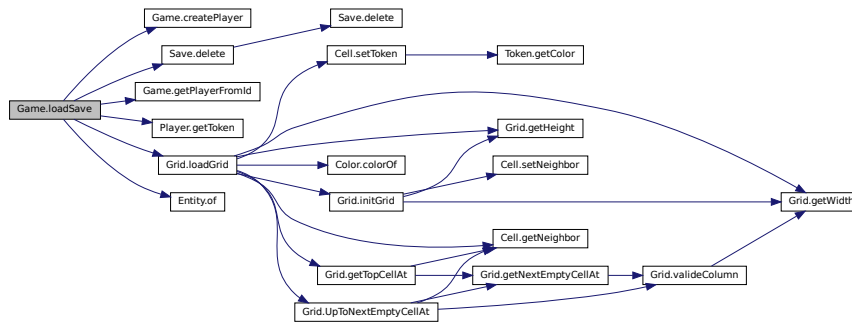 Game.createPlayer
Save.delete
Save.delete
Cell.setToken
Token.getColor
Game.getPlayerFromId
Game.loadSave
Player.getToken
Grid.getHeight
Grid.loadGrid
Color.colorOf
Cell.setNeighbor
Entity.of
Grid.initGrid
Grid.getWidth
Cell.getNeighbor
Grid.getTopCellAt
Grid.getNextEmptyCellAt
Grid.valideColumn
Grid.UpToNextEmptyCellAt